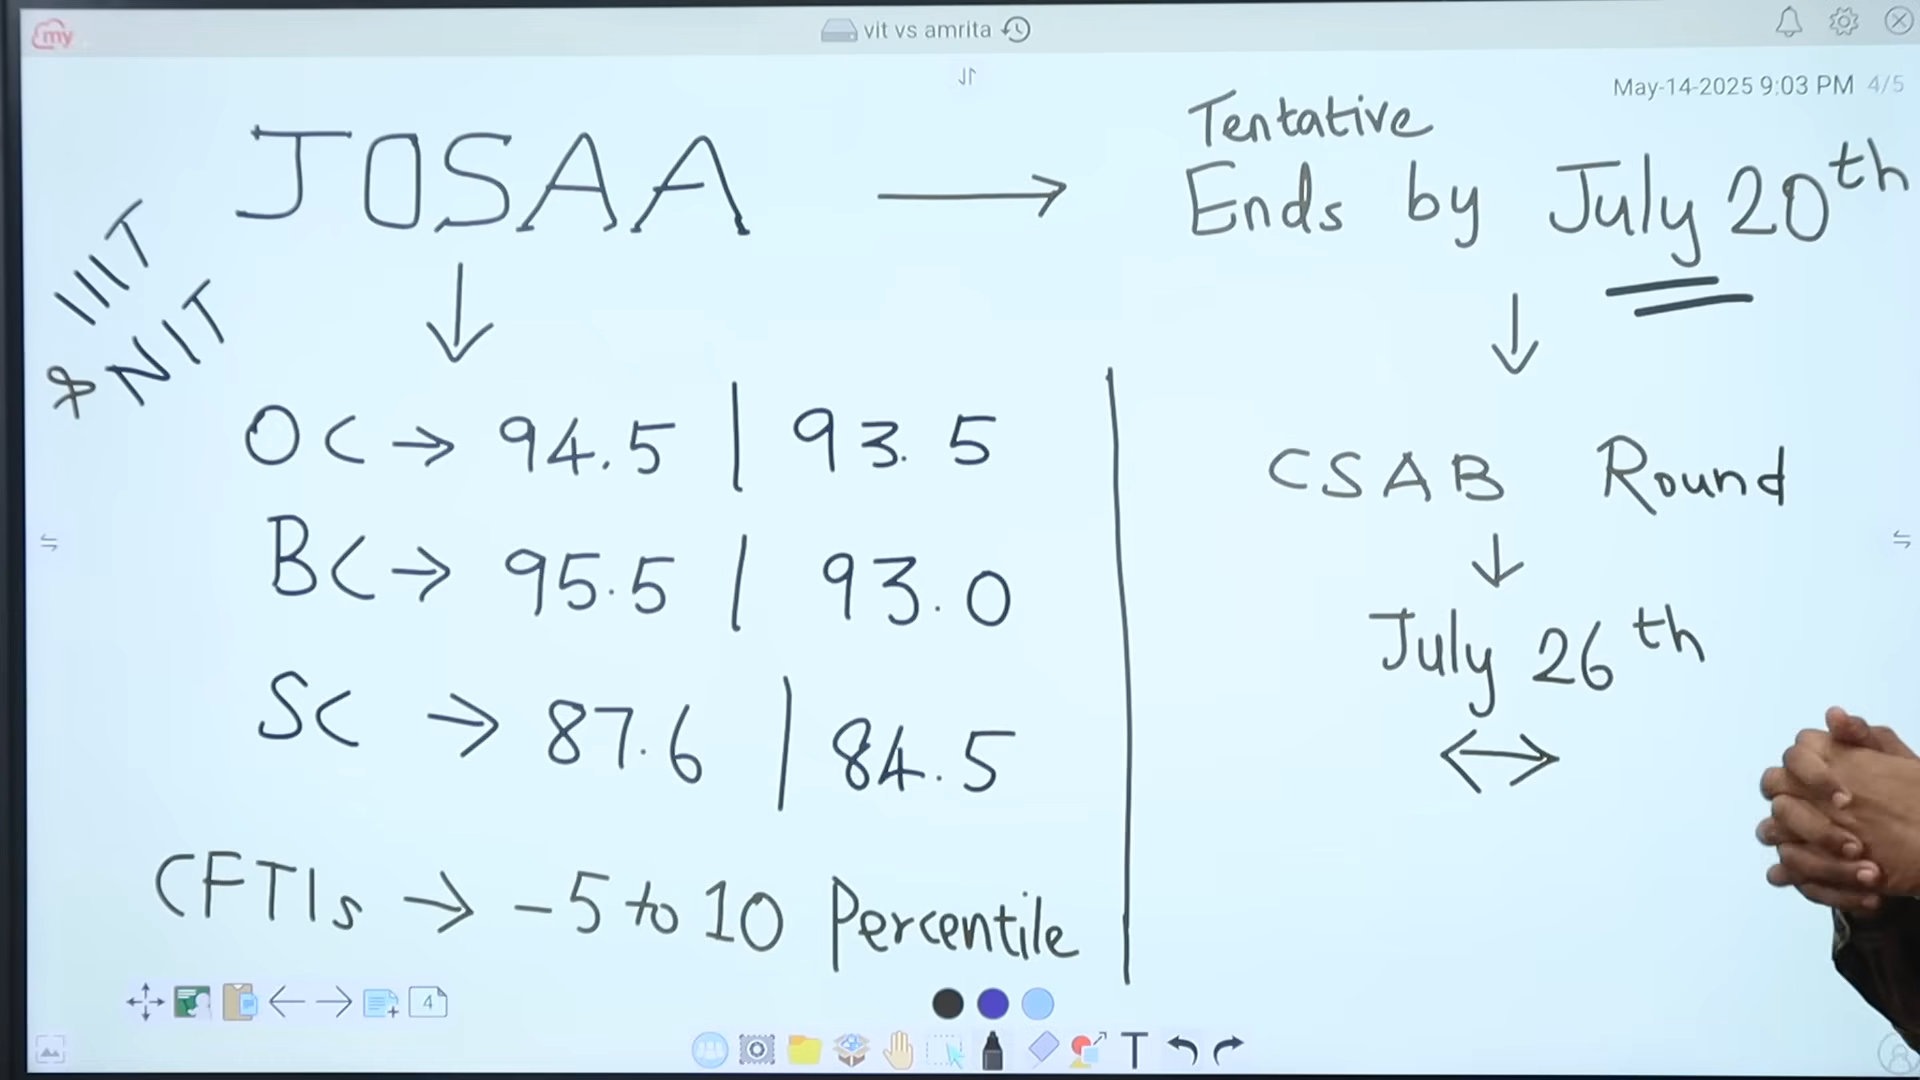 my
vit vs amrita
May-14-2025 9:03 PM 4/5
JOSAA
Tentative
Ends by July 20th
IIIT
& NIT
OC → 94.5 | 93.5
BC → 95.5 | 93.0
SC → 87.6 | 84.5
CFTIs → -5 to 10 Percentile
CSAB Round
July 26th
4
T